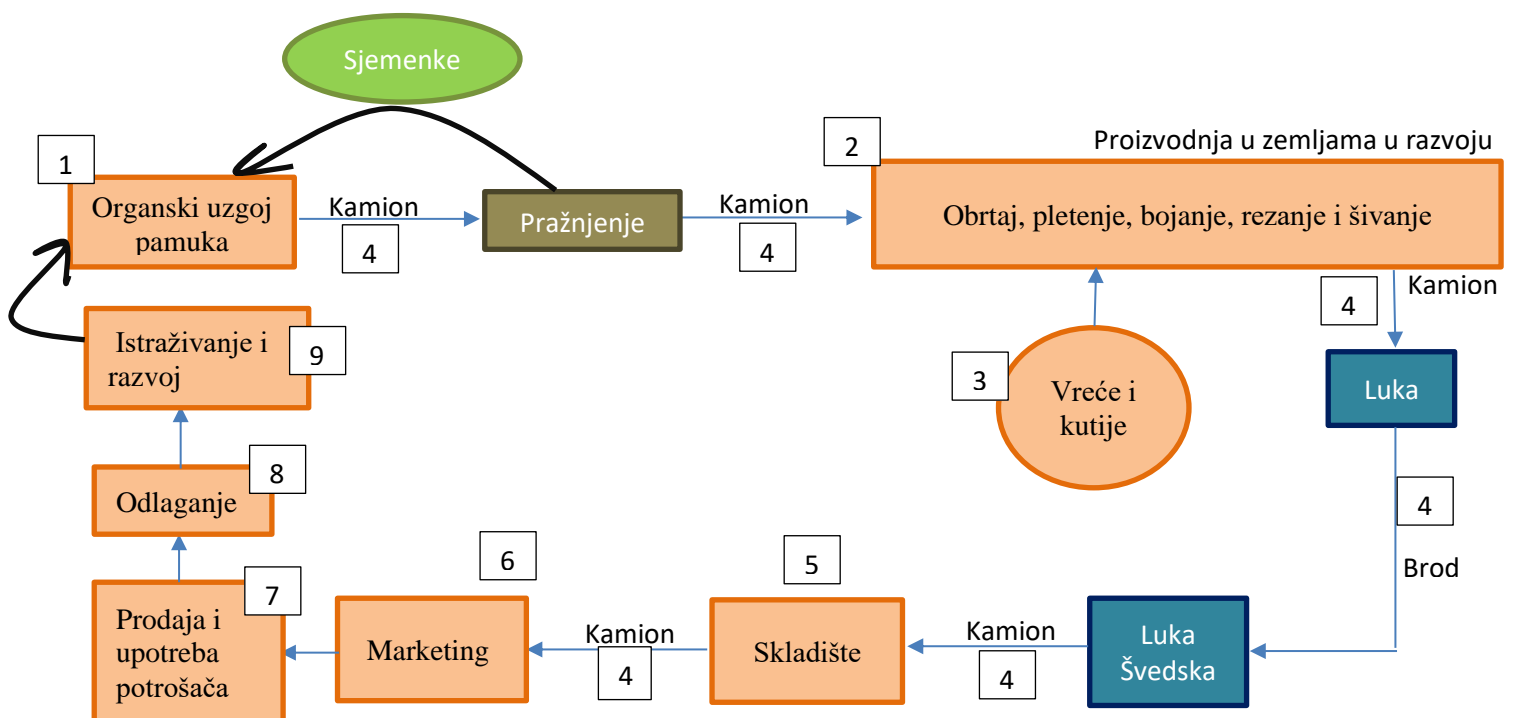 Sjemenke
1
Organski uzgoj
pamuka
Kamion
4
Pražnjenje
Kamion
4
2
Proizvodnja u zemljama u razvoju
Obrtaj, pletenje, bojanje, rezanje i šivanje
4
Kamion
3
Vreće i
kutije
Luka
4
Brod
Luka
Švedska
Kamion
4
5
Skladište
Kamion
4
6
Marketing
7
Prodaja i
upotreba
potrošača
8
Odlaganje
Istraživanje i
razvoj
9